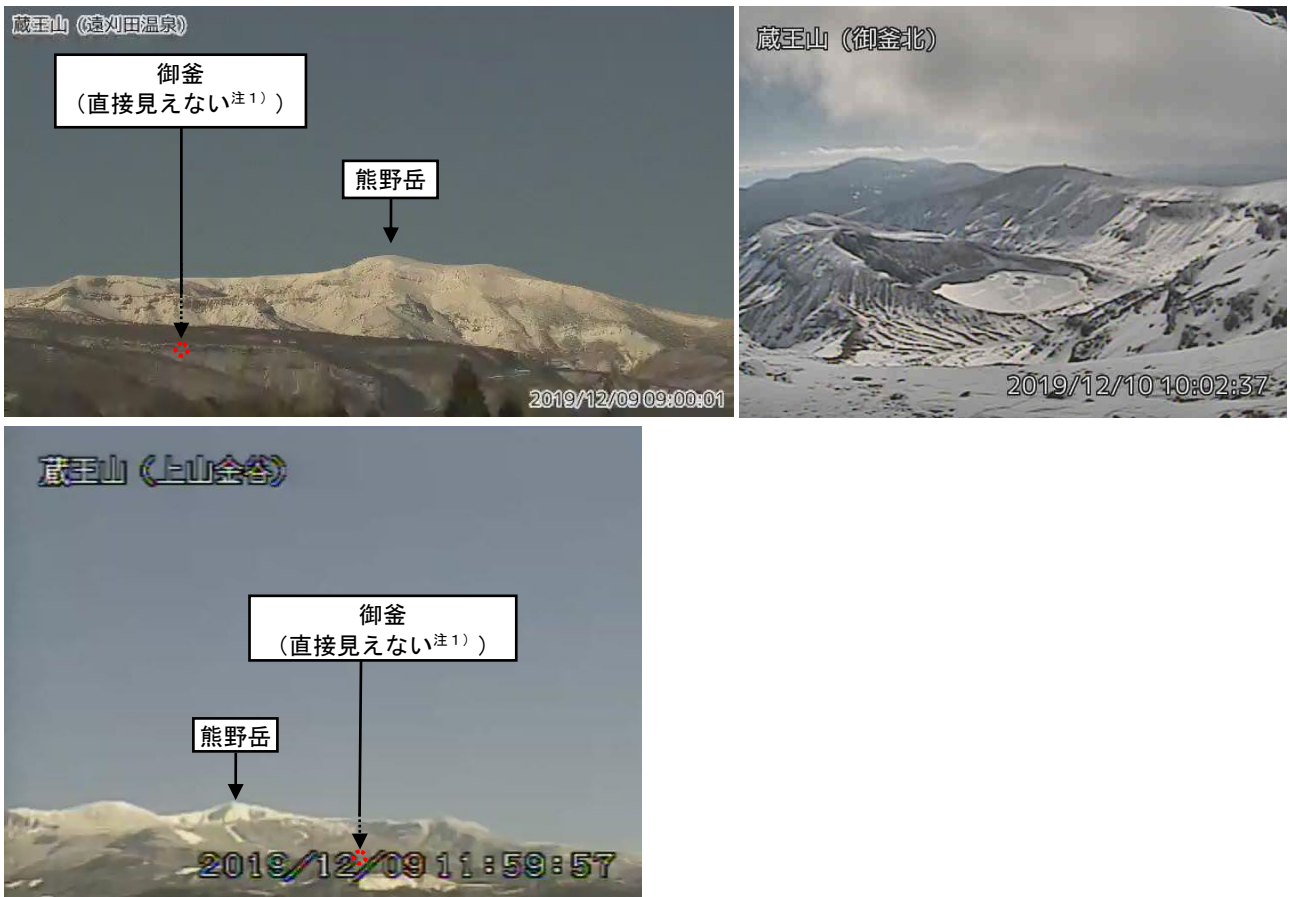 蔵王山（遠刈田温泉）
御釜
（直接見えない注1））
熊野岳
2019/12/09 09:00:01
蔵王山（御釜北）
2019/12/10 10:02:37
蔵王山（上山金谷）
御釜
（直接見えない注1））
熊野岳
2019/12/09 11:59:57